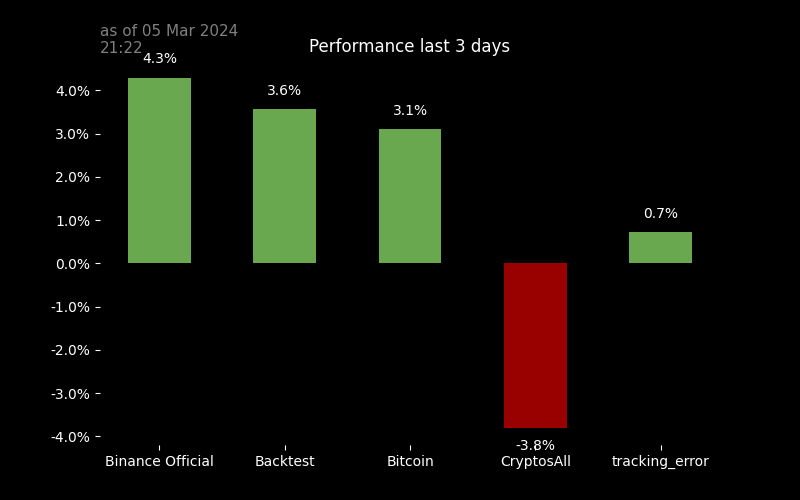 as of 05 Mar 2024
21:22
Performance last 3 days
4.3%
3.6%
3.1%
-3.8%
0.7%
4.0%
3.0%
2.0%
1.0%
0.0%
-1.0%
-2.0%
-3.0%
-4.0%
Binance Official
Backtest
Bitcoin
CryptosAll
tracking_error